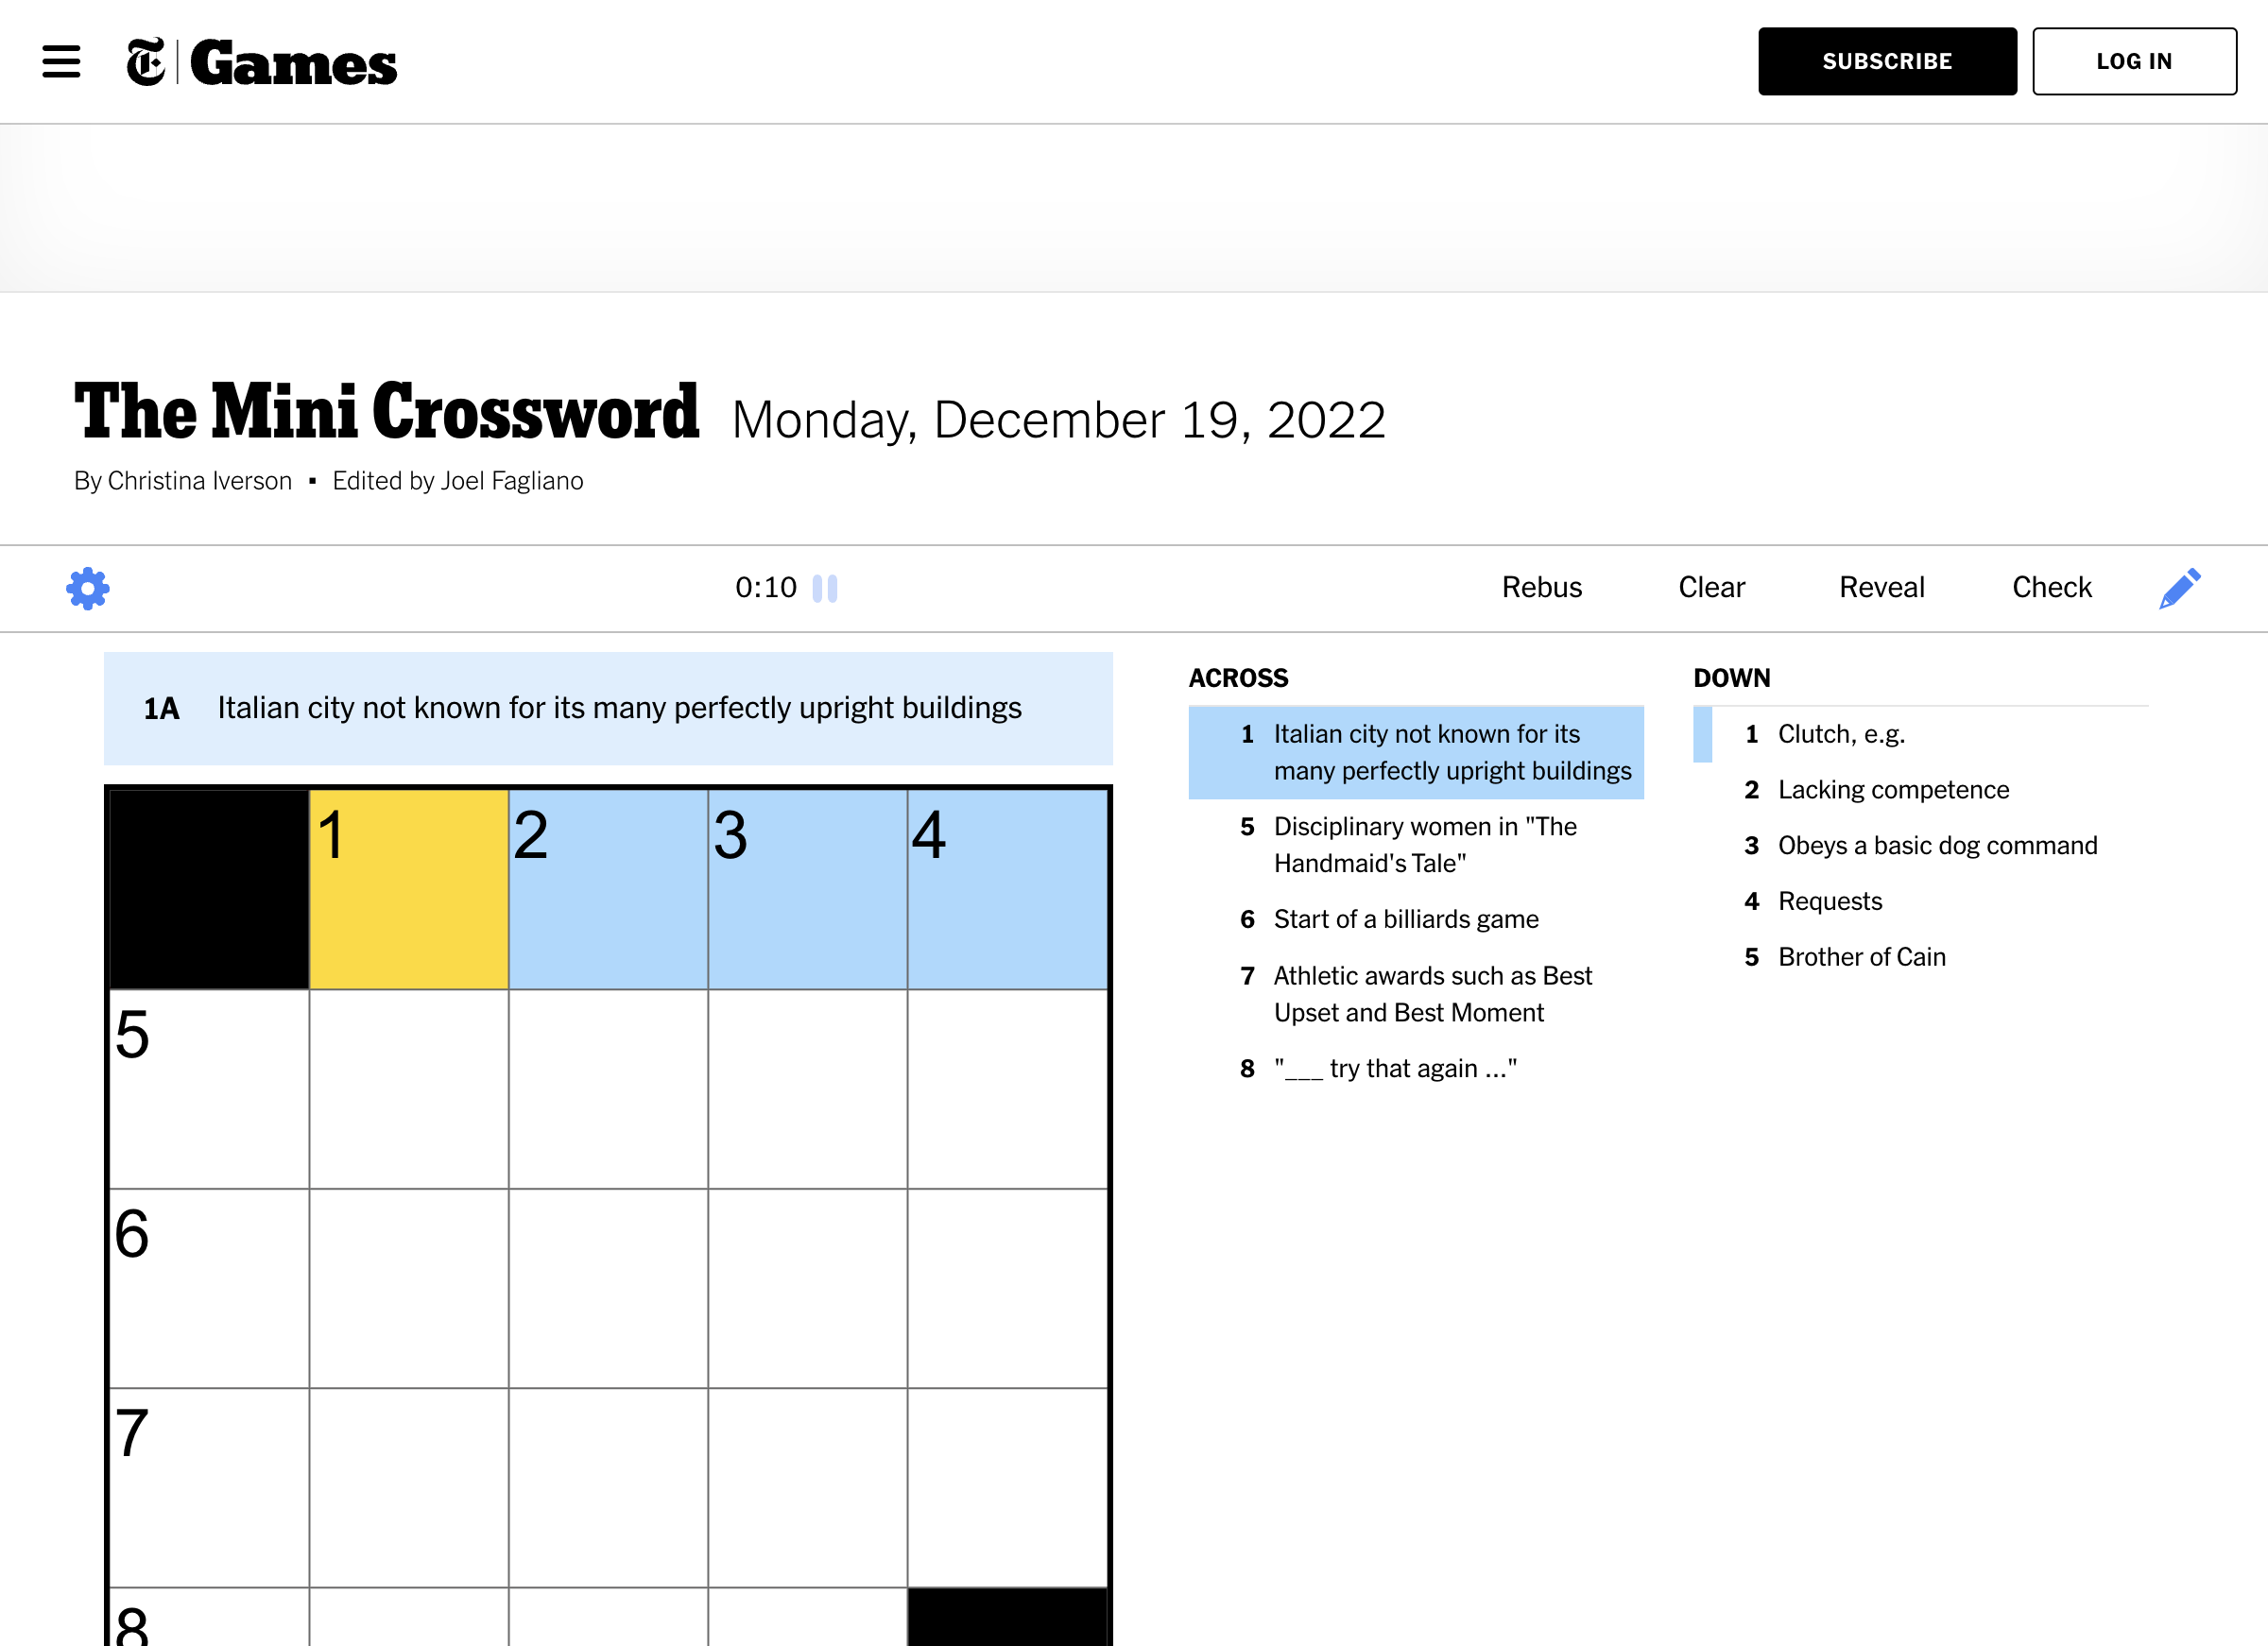 T Games
SUBSCRIBE
LOG IN
The Mini Crossword Monday, December 19, 2022
By Christina Iverson ▪ Edited by Joel Fagliano
0:10
Rebus
Clear
Reveal
Check
1A Italian city not known for its many perfectly upright buildings
1
2
3
4
5
6
7
8
ACROSS
1 Italian city not known for its
many perfectly upright buildings
5 Disciplinary women in "The
Handmaid's Tale"
6 Start of a billiards game
7 Athletic awards such as Best
Upset and Best Moment
8 "___ try that again ..."
DOWN
1 Clutch, e.g.
2 Lacking competence
3 Obeys a basic dog command
4 Requests
5 Brother of Cain